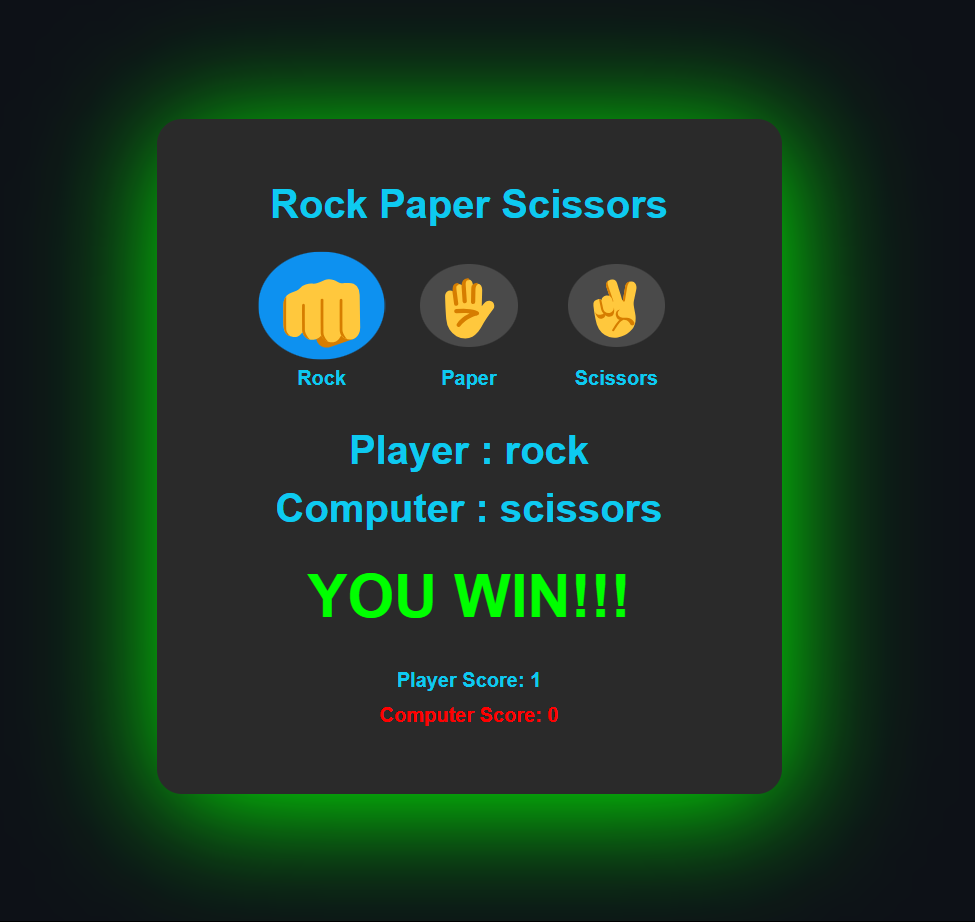 Rock Paper Scissors
Rock Paper Scissors
Player : rock
Computer : scissors
YOU WIN!!!
Player Score: 1
Computer Score: 0